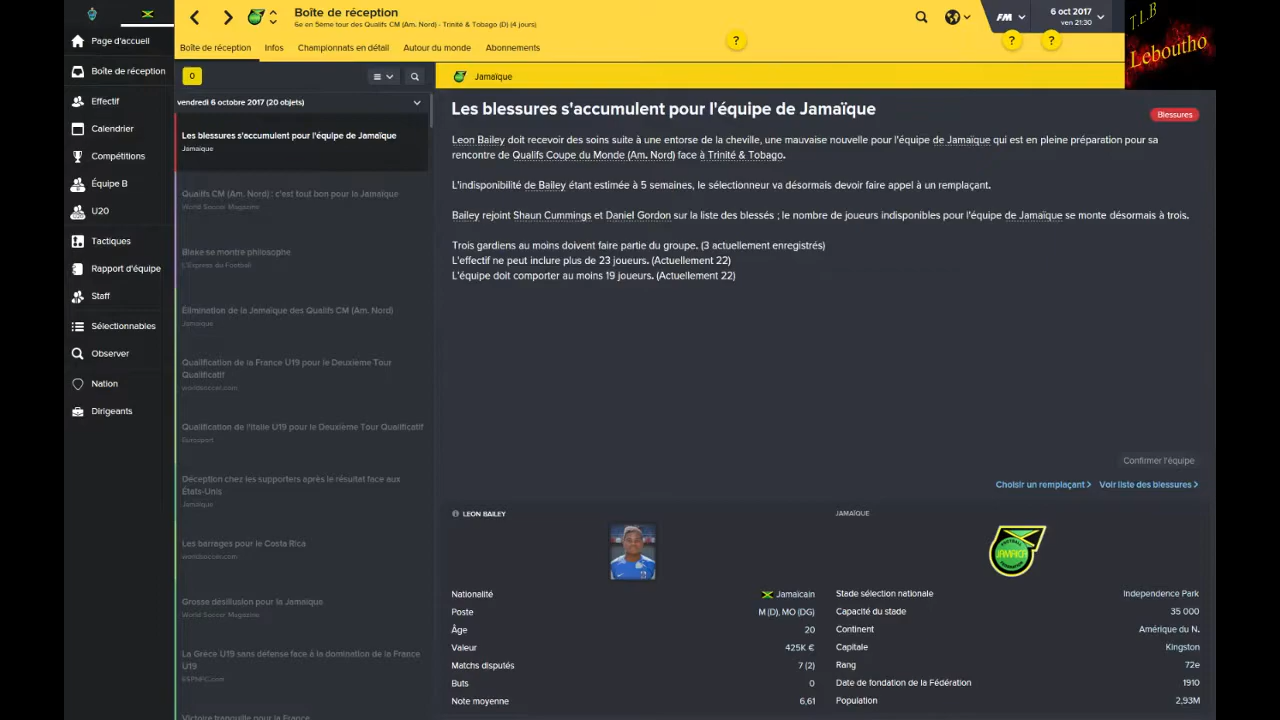 Boîte de réception
6e en 5ème tour des Qualifs CM (Am. Nord) - Trinité & Tobago (D) (4 jours)
FM
6 oct 2017
ven 21:30
T.L.B
Leboutho
Boîte de réception
Infos
Championnats en détail
Autour du monde
Abonnements
?
?
?
Page d'accueil
Boîte de réception
Effectif
Calendrier
Compétitions
Équipe B
U20
Tactiques
Rapport d'équipe
Staff
Sélectionnables
Observer
Nation
Dirigeants
0
vendredi 6 octobre 2017 (20 objets)
Les blessures s'accumulent pour l'équipe de Jamaïque
Jamaïque
Qualifs CM (Am. Nord) : c'est tout bon pour la Jamaïque
World Soccer Magazine
Blake se montre philosophe
L'Express du Football
Élimination de la Jamaïque des Qualifs CM (Am. Nord)
Jamaïque
Qualification de la France U19 pour le Deuxième Tour
Qualificatif
worldsoccer.com
Qualification de l'Italie U19 pour le Deuxième Tour Qualificatif
Eurosport
Déception chez les supporters après le résultat face aux
États-Unis
Jamaïque
Les barrages pour le Costa Rica
worldsoccer.com
Grosse désillusion pour la Jamaïque
World Soccer Magazine
La Grèce U19 sans défense face à la domination de la France
U19
ESPNFC.com
Victoire tranquille pour la France
Jamaïque
Les blessures s'accumulent pour l'équipe de Jamaïque
Blessures
Leon Bailey doit recevoir des soins suite à une entorse de la cheville, une mauvaise nouvelle pour l'équipe de Jamaïque qui est en pleine préparation pour sa
rencontre de Qualifs Coupe du Monde (Am. Nord) face à Trinité & Tobago.
L'indisponibilité de Bailey étant estimée à 5 semaines, le sélectionneur va désormais devoir faire appel à un remplaçant.
Bailey rejoint Shaun Cummings et Daniel Gordon sur la liste des blessés ; le nombre de joueurs indisponibles pour l'équipe de Jamaïque se monte désormais à trois.
Trois gardiens au moins doivent faire partie du groupe. (3 actuellement enregistrés)
L'effectif ne peut inclure plus de 23 joueurs. (Actuellement 22)
L'équipe doit comporter au moins 19 joueurs. (Actuellement 22)
Confirmer l'équipe
Choisir un remplaçant
Voir liste des blessures
LEON BAILEY
Nationalité Jamaïcain
Poste M (D), MO (DG)
Âge 20
Valeur 425K €
Matchs disputés 7 (2)
Buts 0
Note moyenne 6,61
JAMAÏQUE
JAMAICA
Stade sélection nationale Independence Park
Capacité du stade 35 000
Continent Amérique du N.
Capitale Kingston
Rang 72e
Date de fondation de la Fédération 1910
Population 2,93M